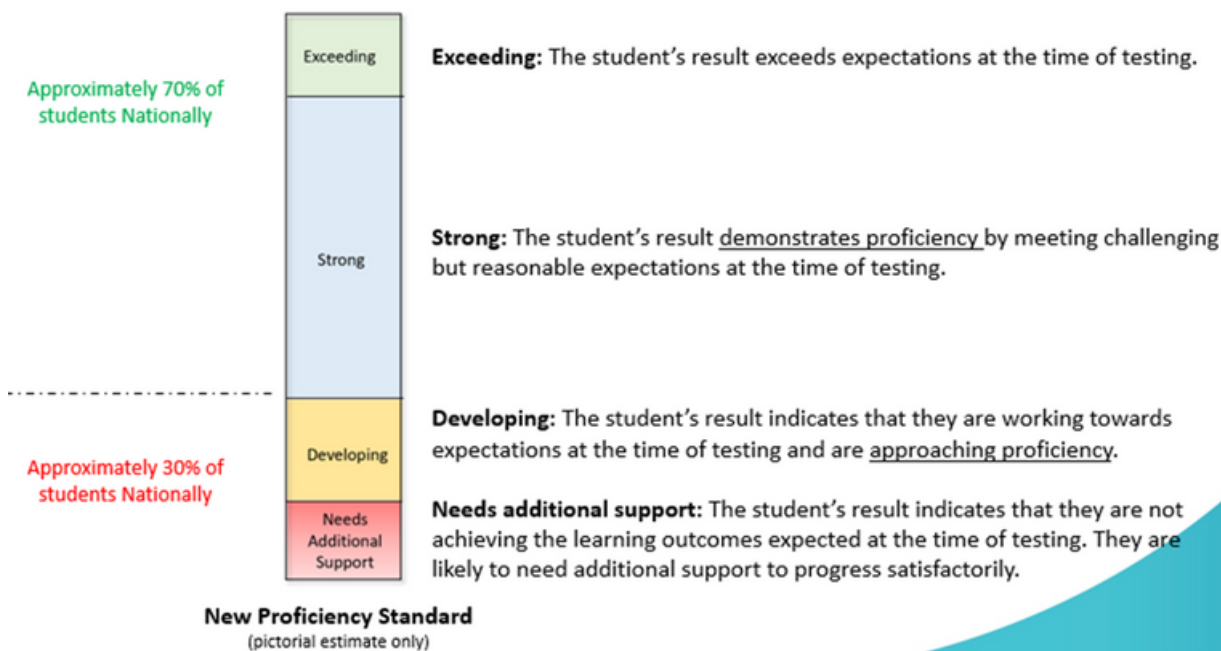 Exceeding
Exceeding: The student's result exceeds expectations at the time of testing.
Approximately 70% of
students Nationally
Strong
Strong: The student's result demonstrates proficiency by meeting challenging
but reasonable expectations at the time of testing.
Developing
Developing: The student's result indicates that they are working towards
expectations at the time of testing and are approaching proficiency.
Approximately 30% of
students Nationally
Needs
Additional
Support
Needs additional support: The student's result indicates that they are not
achieving the learning outcomes expected at the time of testing. They are
likely to need additional support to progress satisfactorily.
New Proficiency Standard
(pictorial estimate only)